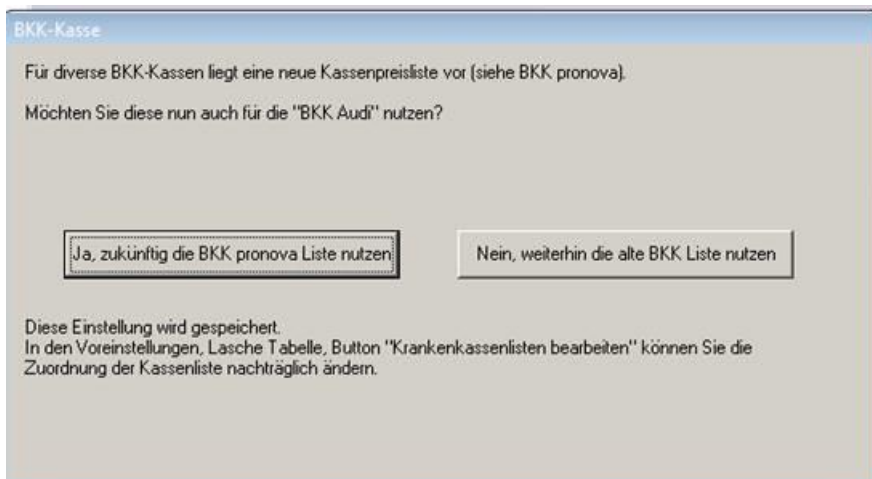 BKK-Kasse
Für diverse BKK-Kassen liegt eine neue Kassenpreisliste vor (siehe BKK pronova).
Möchten Sie diese nun auch für die "BKK Audi" nutzen?
Ja, zukünftig die BKK pronova Liste nutzen
Nein, weiterhin die alte BKK Liste nutzen
Diese Einstellung wird gespeichert.
In den Voreinstellungen, Lasche Tabelle, Button "Krankenkassenlisten bearbeiten" können Sie die
Zuordnung der Kassenliste nachträglich ändern.